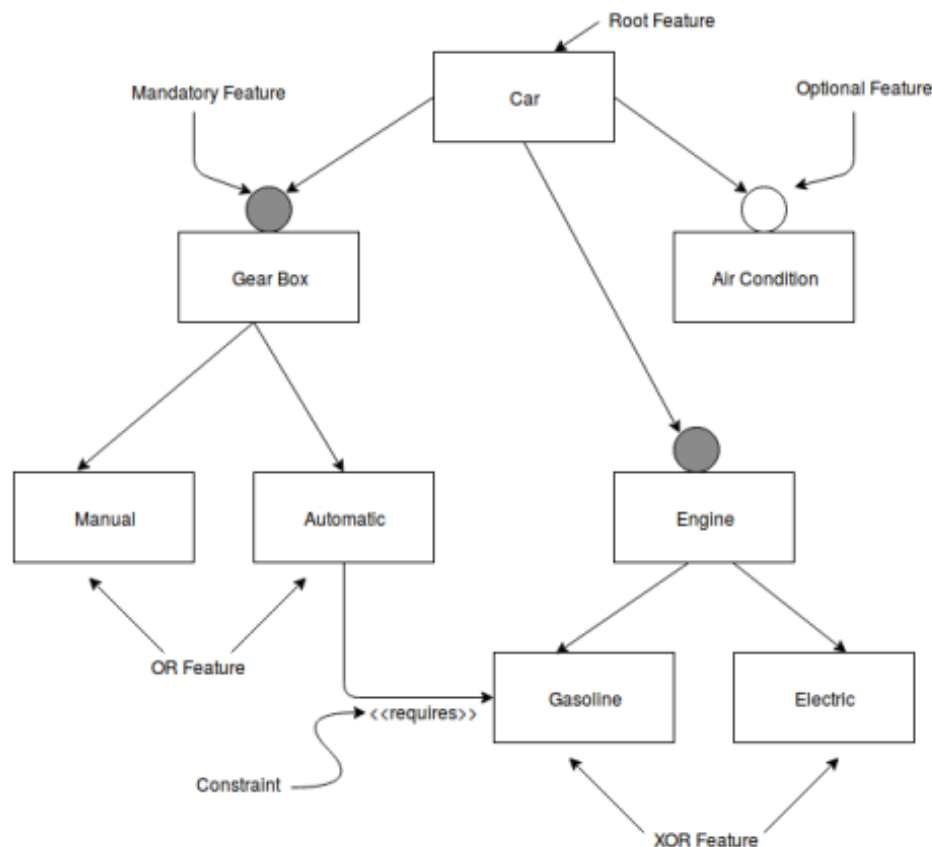 Root Feature
Mandatory Feature
Optional Feature
Car
Gear Box
Air Condition
Manual
Automatic
Engine
OR Feature
Gasoline
Electric
<<requires>>
Constraint
XOR Feature